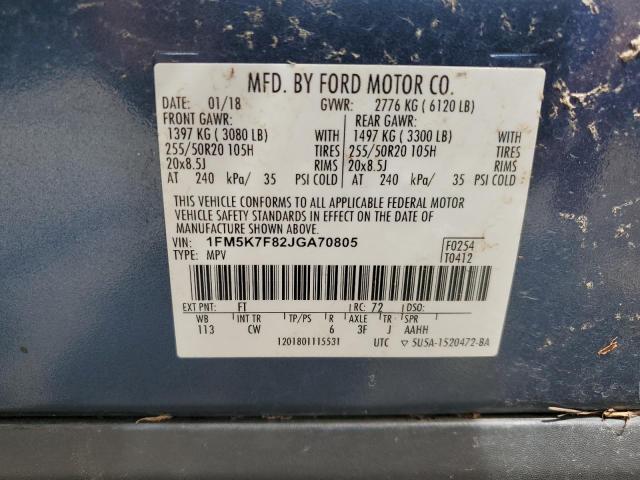 MFD. BY FORD MOTOR CO.
DATE: 01/18 GVWR: 2776 KG ( 6120 LB)
FRONT GAWR: REAR GAWR:
1397 KG ( 3080 LB) WITH 1497 KG ( 3300 LB) WITH
255/50R20 105H TIRES 255/50R20 105H TIRES
20x8.5J RIMS 20x8.5J RIMS
AT 240 kPa/ 35 PSI COLD AT 240 kPa/ 35 PSI COLD
THIS VEHICLE CONFORMS TO ALL APPLICABLE FEDERAL MOTOR
VEHICLE SAFETY STANDARDS IN EFFECT ON THE DATE OF
MANUFACTURE SHOWN ABOVE.
VIN: 1FM5K7F82JGA70805 F0254
TYPE: MPV T0412
EXT PNT: FT RC: 72 DSO:
WB INT TR TP/PS R AXLE TR SPR
113 CW 6 3F J AAHH
1201801115531 UTC ▽ 5U5A-1520472-BA